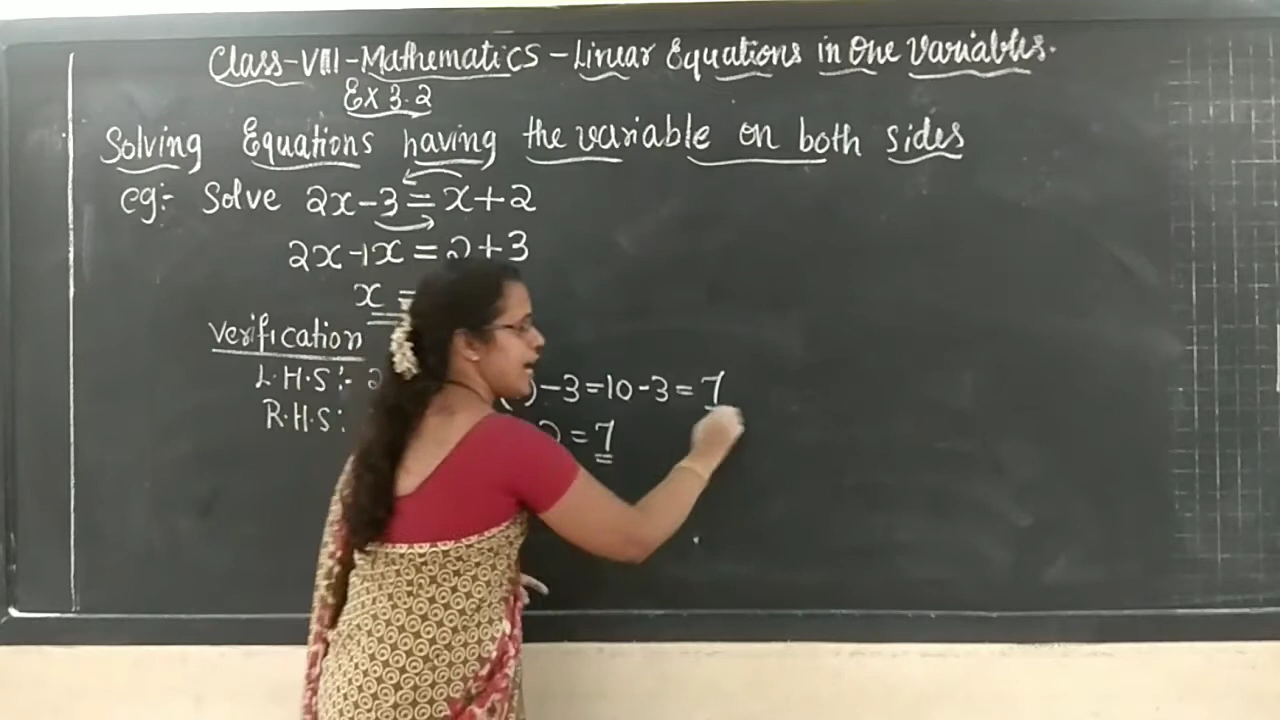 Class-VIII-Mathematics-Linear Equations in One Variables.
Ex 3.2
Solving Equations having the variable on both sides
eg:- Solve 2x-3=x+2
2x-1x=2+3
x=
Verification
L.H.S:- 2 ( )-3=10-3=7
R.H.S: 2=7